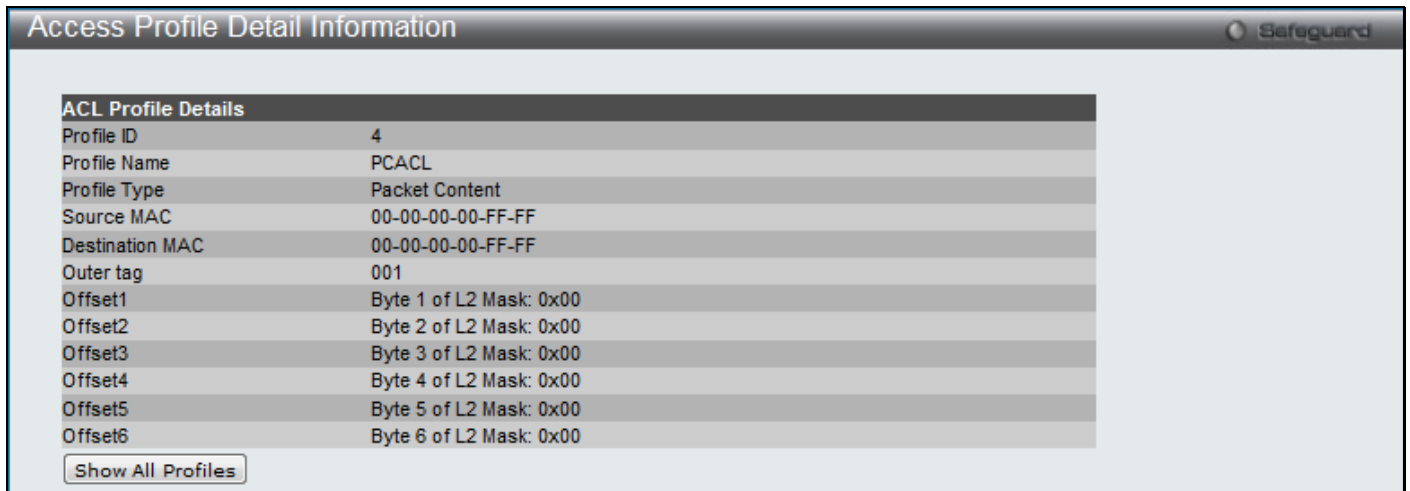 Access Profile Detail Information
Safeguard
ACL Profile Details
Profile ID 4
Profile Name PCACL
Profile Type Packet Content
Source MAC 00-00-00-00-FF-FF
Destination MAC 00-00-00-00-FF-FF
Outer tag 001
Offset1 Byte 1 of L2 Mask: 0x00
Offset2 Byte 2 of L2 Mask: 0x00
Offset3 Byte 3 of L2 Mask: 0x00
Offset4 Byte 4 of L2 Mask: 0x00
Offset5 Byte 5 of L2 Mask: 0x00
Offset6 Byte 6 of L2 Mask: 0x00
Show All Profiles